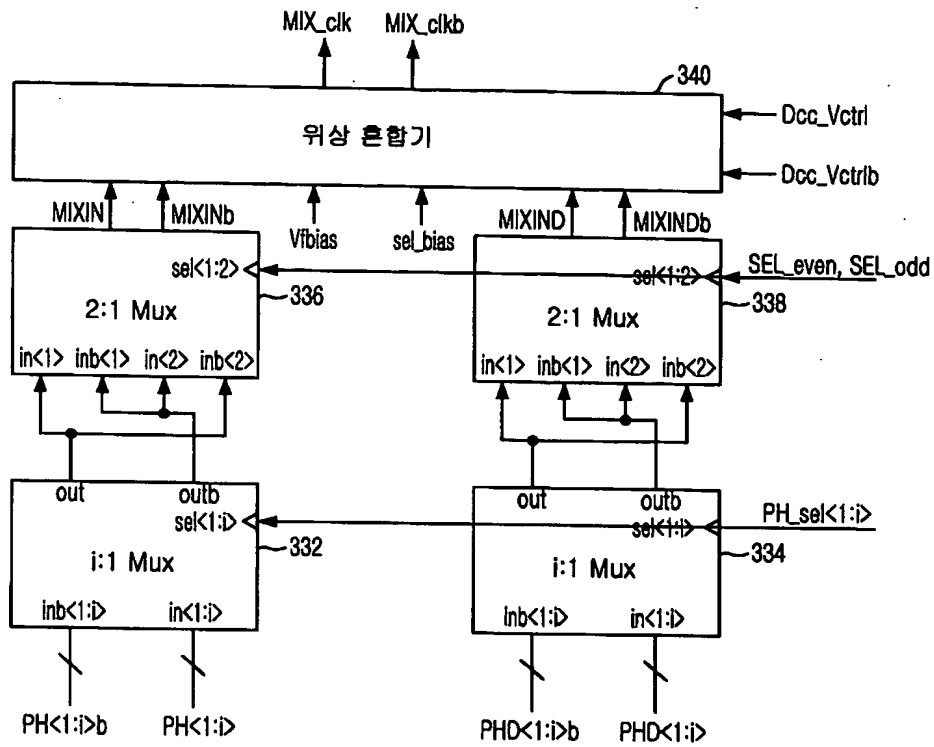 MIX_clk MIX_clkb
340
위상 혼합기
Dcc_Vctrl
Dcc_Vctrlb
MIXIN MIXINb Vfbias sel_bias MIXIND MIXINDb
sel<1:2>
336
2:1 Mux
in<1> inb<1> in<2> inb<2>
SEL_even, SEL_odd
sel<1:2>
338
2:1 Mux
in<1> inb<1> in<2> inb<2>
out outb
sel<1:i>
332
i:1 Mux
inb<1:i> in<1:i>
out outb
PH_sel<1:i>
sel<1:i>
334
i:1 Mux
inb<1:i> in<1:i>
PH<1:i>b PH<1:i> PHD<1:i>b PHD<1:i>